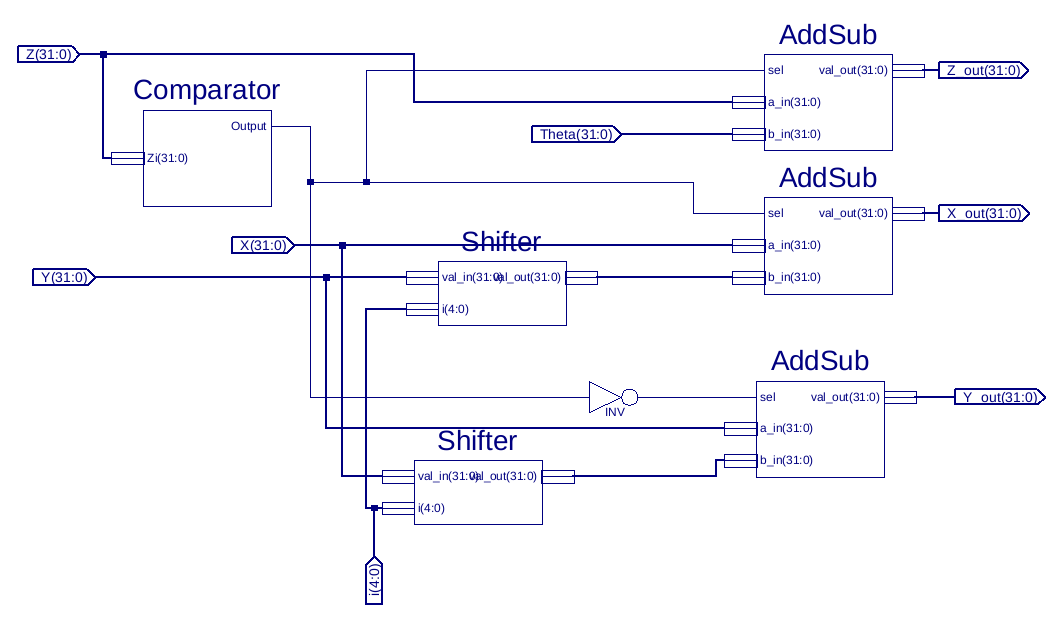 AddSub
Z(31:0)
sel
val_out(31:0)
Z_out(31:0)
Comparator
a_in(31:0)
Output
Theta(31:0)
b_in(31:0)
Zi(31:0)
AddSub
sel
val_out(31:0)
X_out(31:0)
Shifter
X(31:0)
a_in(31:0)
Y(31:0)
val_in(31:0)
val_out(31:0)
b_in(31:0)
i(4:0)
AddSub
sel
val_out(31:0)
Y_out(31:0)
INV
a_in(31:0)
Shifter
b_in(31:0)
val_in(31:0)
val_out(31:0)
i(4:0)
i(4:0)